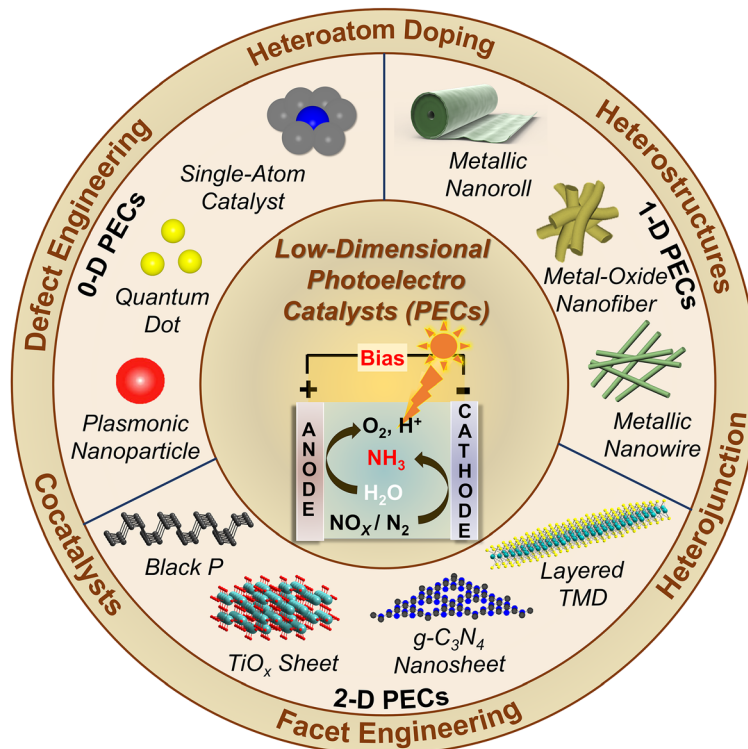 Heteroatom Doping
Heterostructures
Heterojunction
Facet Engineering
Cocatalysts
Defect Engineering
0-D PECs
Single-Atom
Catalyst
Quantum
Dot
Plasmonic
Nanoparticle
1-D PECs
Metallic
Nanoroll
Metal-Oxide
Nanofiber
Metallic
Nanowire
Low-Dimensional
Photoelectro
Catalysts (PECs)
Bias
+
-
ANODE
O₂, H⁺
NH₃
H₂O
NOₓ/ N₂
CATHODE
Black P
TiOₓ Sheet
g-C₃N₄
Nanosheet
Layered
TMD
2-D PECs